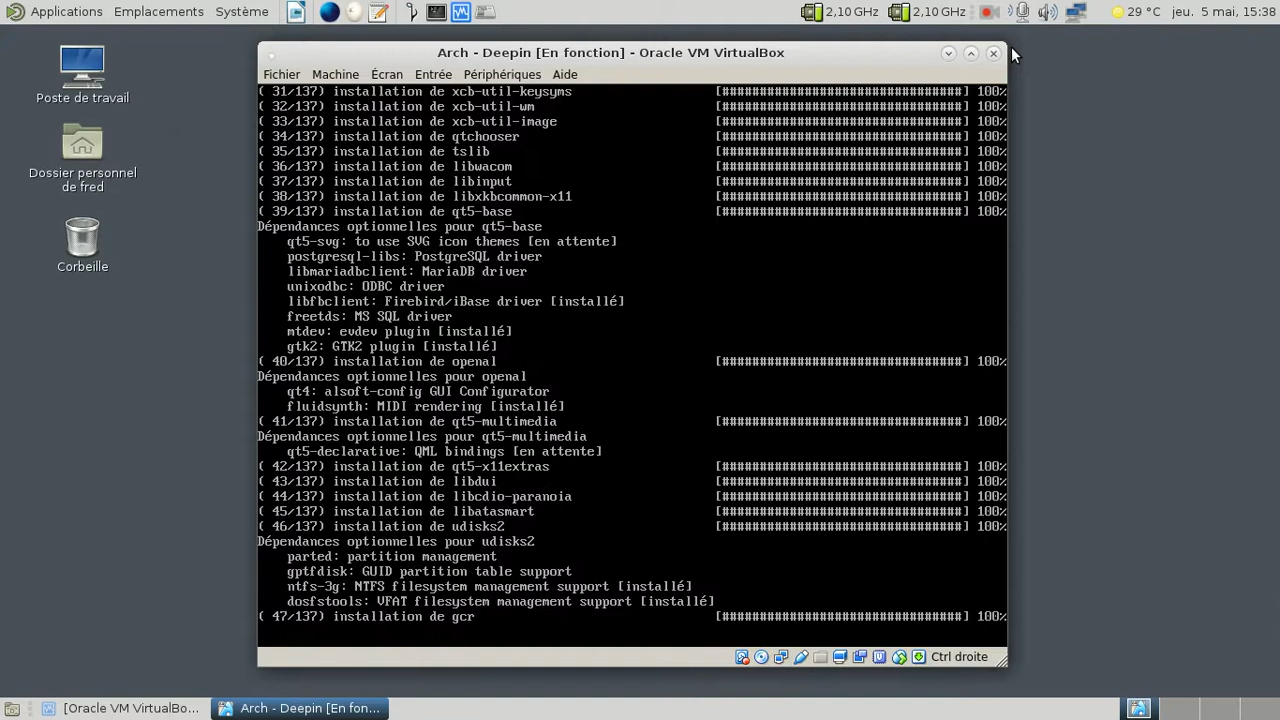 Applications Emplacements Système 2,10 GHz 2,10 GHz 29 °C jeu. 5 mai, 15:38
Poste de travail
Dossier personnel
de fred
Corbeille
Arch - Deepin [En fonction] - Oracle VM VirtualBox
Fichier Machine Écran Entrée Périphériques Aide
( 31/137) installation de xcb-util-keysyms [################################] 100%
( 32/137) installation de xcb-util-wm [################################] 100%
( 33/137) installation de xcb-util-image [################################] 100%
( 34/137) installation de qtchooser [################################] 100%
( 35/137) installation de tslib [################################] 100%
( 36/137) installation de libwacom [################################] 100%
( 37/137) installation de libinput [################################] 100%
( 38/137) installation de libxkbcommon-x11 [################################] 100%
( 39/137) installation de qt5-base [################################] 100%
Dépendances optionnelles pour qt5-base
qt5-svg: to use SVG icon themes [en attente]
postgresql-libs: PostgreSQL driver
libmariadbclient: MariaDB driver
unixodbc: ODBC driver
libfbclient: Firebird/iBase driver [installé]
freetds: MS SQL driver
mtdev: evdev plugin [installé]
gtk2: GTK2 plugin [installé]
( 40/137) installation de openal [################################] 100%
Dépendances optionnelles pour openal
qt4: alsoft-config GUI Configurator
fluidsynth: MIDI rendering [installé]
( 41/137) installation de qt5-multimedia [################################] 100%
Dépendances optionnelles pour qt5-multimedia
qt5-declarative: QML bindings [en attente]
( 42/137) installation de qt5-x11extras [################################] 100%
( 43/137) installation de libdui [################################] 100%
( 44/137) installation de libcdio-paranoia [################################] 100%
( 45/137) installation de libatasmart [################################] 100%
( 46/137) installation de udisks2 [################################] 100%
Dépendances optionnelles pour udisks2
parted: partition management
gptfdisk: GUID partition table support
ntfs-3g: NTFS filesystem management support [installé]
dosfstools: VFAT filesystem management support [installé]
( 47/137) installation de gcr [################################] 100%
Ctrl droite
[Oracle VM VirtualBo... Arch - Deepin [En fon...